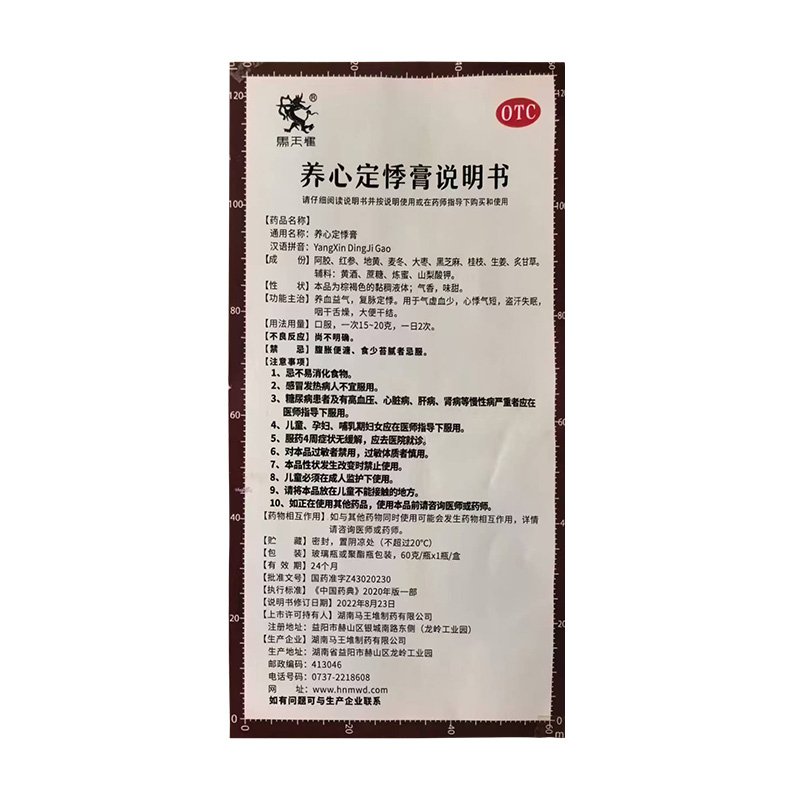 ®
馬王堆
OTC
养心定悸膏说明书
请仔细阅读说明书并按说明使用或在药师指导下购买和使用
【药品名称】
通用名称：养心定悸膏
汉语拼音：YangXin DingJi Gao
【成 份】阿胶、红参、地黄、麦冬、大枣、黑芝麻、桂枝、生姜、炙甘草。
辅料：黄酒、蔗糖、炼蜜、山梨酸钾。
【性 状】本品为棕褐色的黏稠液体；气香，味甜。
【功能主治】养血益气，复脉定悸。用于气虚血少，心悸气短，盗汗失眠，
咽干舌燥，大便干结。
【用法用量】口服，一次15~20克，一日2次。
【不良反应】尚不明确。
【禁 忌】腹胀便溏、食少苔腻者忌服。
【注意事项】
1、忌不易消化食物。
2、感冒发热病人不宜服用。
3、糖尿病患者及有高血压、心脏病、肝病、肾病等慢性病严重者应在
医师指导下服用。
4、儿童、孕妇、哺乳期妇女应在医师指导下服用。
5、服药4周症状无缓解，应去医院就诊。
6、对本品过敏者禁用，过敏体质者慎用。
7、本品性状发生改变时禁止使用。
8、儿童必须在成人监护下使用。
9、请将本品放在儿童不能接触的地方。
10、如正在使用其他药品，使用本品前请咨询医师或药师。
【药物相互作用】如与其他药物同时使用可能会发生药物相互作用，详情
请咨询医师或药师。
【贮 藏】密封，置阴凉处（不超过20℃）
【包 装】玻璃瓶或聚酯瓶包装，60克/瓶x1瓶/盒
【有 效 期】24个月
【批准文号】国药准字Z43020230
【执行标准】《中国药典》2020年版一部
【说明书修订日期】2022年8月23日
【上市许可持有人】湖南马王堆制药有限公司
注册地址：益阳市赫山区银城南路东侧（龙岭工业园）
【生产企业】湖南马王堆制药有限公司
生产地址：湖南省益阳市赫山区龙岭工业园
邮政编码：413046
电话号码：0737-2218608
网 址：www.hnmwd.com
如有问题可与生产企业联系
120
100
80
60
40
20
0
0
20
40
60